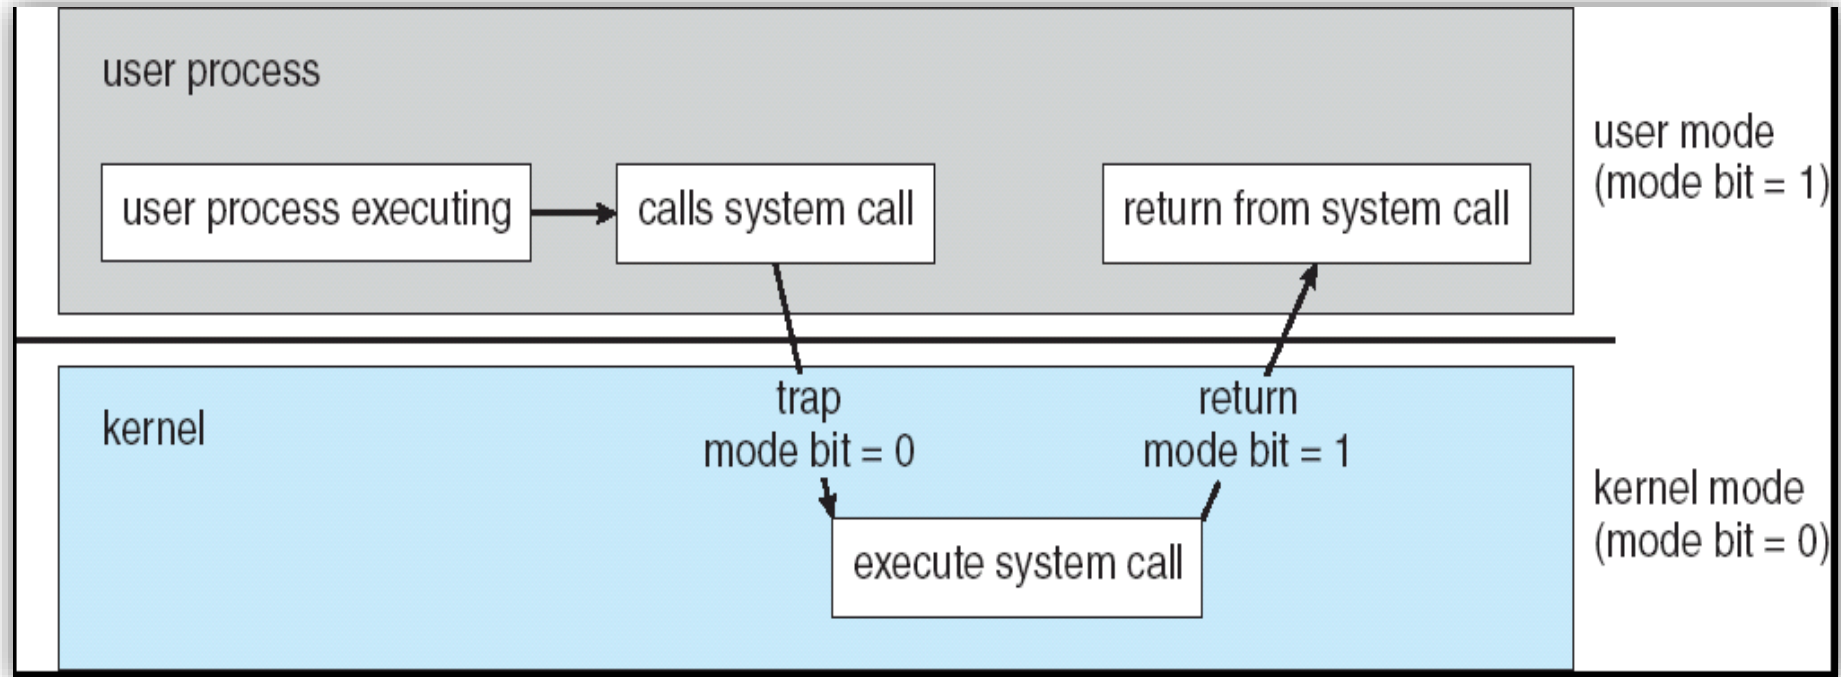 user process
user mode
(mode bit = 1)
user process executing
calls system call
return from system call
trap
mode bit = 0
return
mode bit = 1
kernel
kernel mode
(mode bit = 0)
execute system call